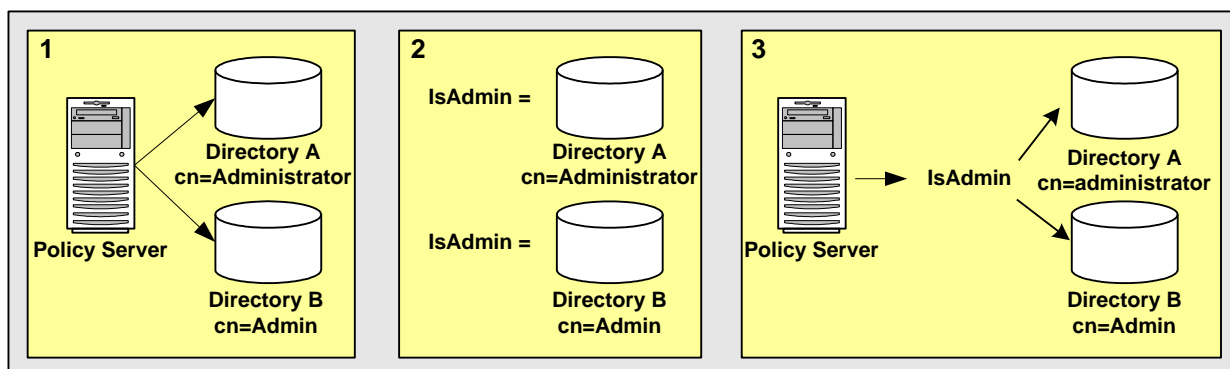 1
Directory A
cn=Administrator
Policy Server
Directory B
cn=Admin
2
IsAdmin =
Directory A
cn=Administrator
IsAdmin =
Directory B
cn=Admin
3
Directory A
cn=administrator
IsAdmin
Policy Server
Directory B
cn=Admin